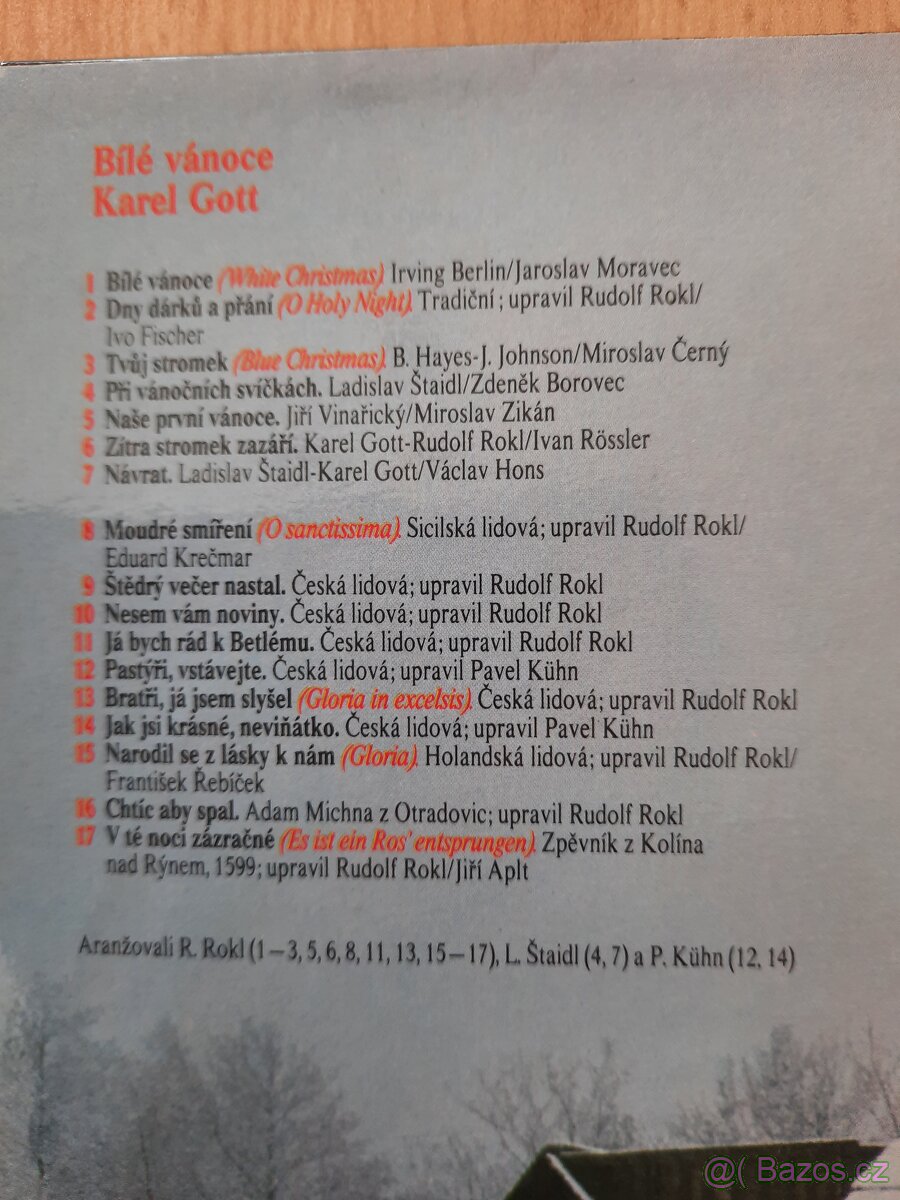 Bílé vánoce
Karel Gott
1 Bílé vánoce (White Christmas). Irving Berlin/Jaroslav Moravec
2 Dny dárků a přání (O Holy Night). Tradiční; upravil Rudolf Rokl/
Ivo Fischer
3 Tvůj stromek (Blue Christmas). B. Hayes-J. Johnson/Miroslav Černý
4 Při vánočních svíčkách. Ladislav Štaidl/Zdeněk Borovec
5 Naše první vánoce. Jiří Vinařický/Miroslav Zikán
6 Zítra stromek zazáří. Karel Gott-Rudolf Rokl/Ivan Rössler
7 Návrat. Ladislav Štaidl-Karel Gott/Václav Hons
8 Moudré smíření (O sanctissima). Sicilská lidová; upravil Rudolf Rokl/
Eduard Krečmar
9 Štědrý večer nastal. Česká lidová; upravil Rudolf Rokl
10 Nesem vám noviny. Česká lidová; upravil Rudolf Rokl
11 Já bych rád k Betlému. Česká lidová; upravil Rudolf Rokl
12 Pastýři, vstávejte. Česká lidová; upravil Pavel Kühn
13 Bratři, já jsem slyšel (Gloria in excelsis). Česká lidová; upravil Rudolf Rokl
14 Jak jsi krásné, neviňátko. Česká lidová; upravil Pavel Kühn
15 Narodil se z lásky k nám (Gloria). Holandská lidová; upravil Rudolf Rokl/
František Řebíček
16 Chtíc aby spal. Adam Michna z Otradovic; upravil Rudolf Rokl
17 V té noci zázračné (Es ist ein Ros' entsprungen). Zpěvník z Kolína
nad Rýnem, 1599; upravil Rudolf Rokl/Jiří Aplt
Aranžovali R. Rokl (1–3, 5, 6, 8, 11, 13, 15–17), L. Štaidl (4, 7) a P. Kühn (12, 14)
@( Bazos.cz